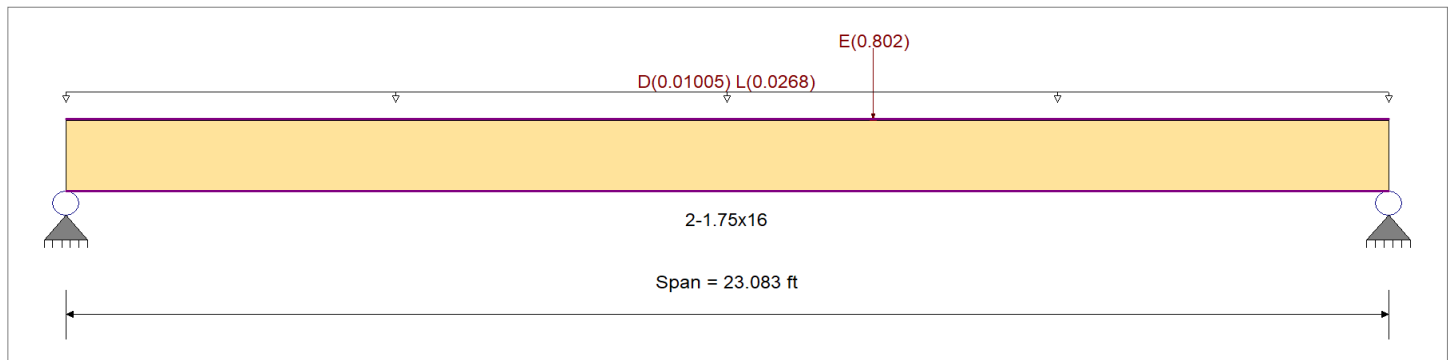 E(0.802)
D(0.01005) L(0.0268)
2-1.75x16
Span = 23.083 ft